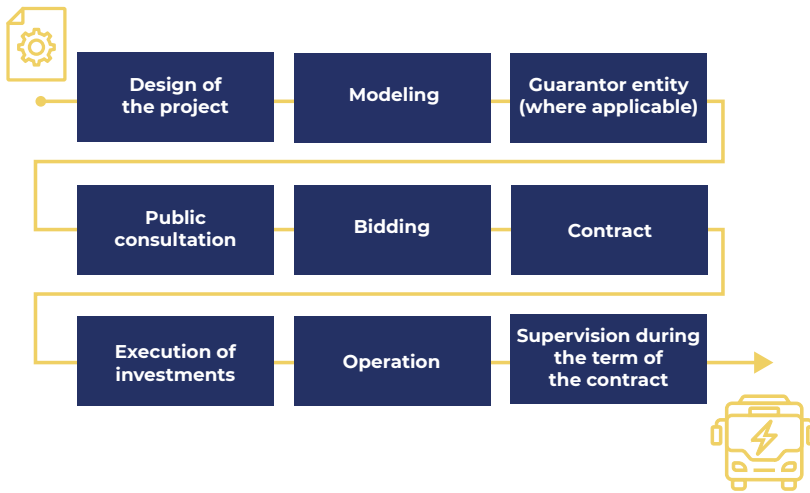 Design of
the project
Modeling
Guarantor entity
(where applicable)
Public
consultation
Bidding
Contract
Execution of
investments
Operation
Supervision during
the term of
the contract